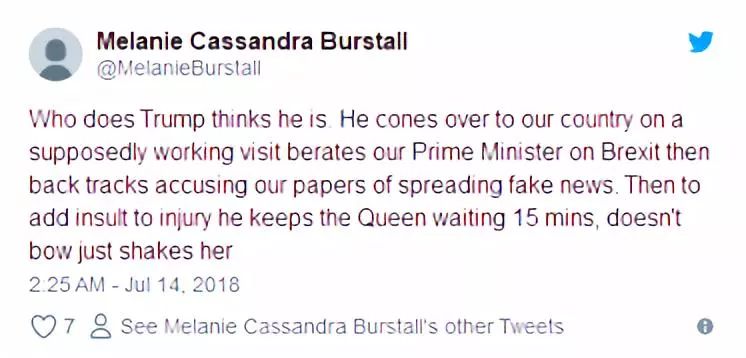 Melanie Cassandra Burstall
@MelanieBurstall
Who does Trump thinks he is. He cones over to our country on a
supposedly working visit berates our Prime Minister on Brexit then
back tracks accusing our papers of spreading fake news. Then to
add insult to injury he keeps the Queen waiting 15 mins, doesn't
bow just shakes her
2:25 AM - Jul 14, 2018
7 See Melanie Cassandra Burstall's other Tweets